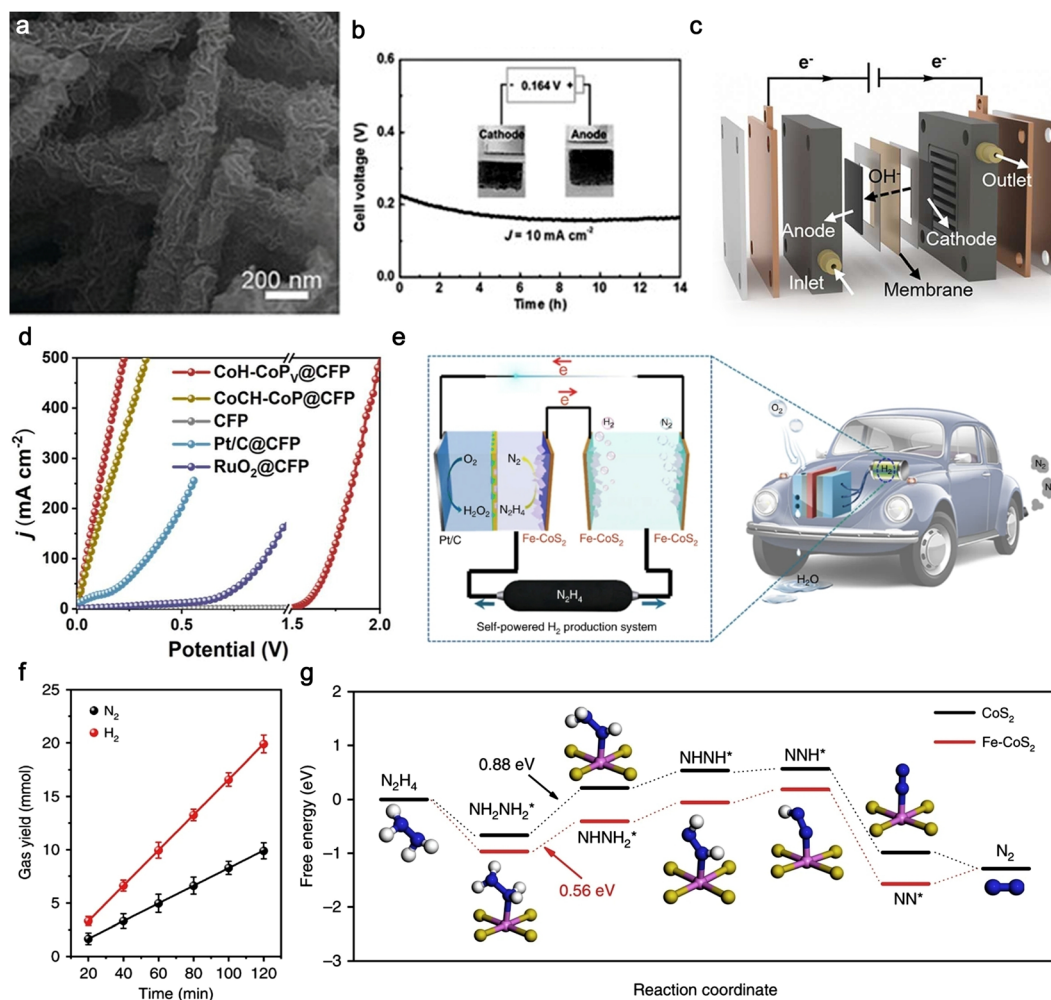 a
200 nm
b
Cell voltage (V)
0.6
0.4
0.2
0.0
- 0.164 V +
Cathode
Anode
J = 10 mA cm⁻²
0 2 4 6 8 10 12 14
Time (h)
c
e⁻
e⁻
OH⁻
Outlet
Anode
Cathode
Inlet
Membrane
d
j (mA cm⁻²)
500
400
300
200
100
0
CoH-CoPᵥ@CFP
CoCH-CoP@CFP
CFP
Pt/C@CFP
RuO₂@CFP
0.0 0.5 1.5 2.0
Potential (V)
e
e
e
O₂
H₂O₂
N₂
N₂H₄
H₂
N₂
Pt/C
Fe-CoS₂
Fe-CoS₂
Fe-CoS₂
N₂H₄
Self-powered H₂ production system
O₂
H₂
N₂
H₂O
f
Gas yield (mmol)
25
20
15
10
5
0
N₂
H₂
20 40 60 80 100 120
Time (min)
g
Free energy (eV)
2
1
0
−1
−2
−3
CoS₂
Fe-CoS₂
N₂H₄
NH₂NH₂*
0.88 eV
0.56 eV
NHNH₂*
NHNH*
NNH*
NN*
N₂
Reaction coordinate